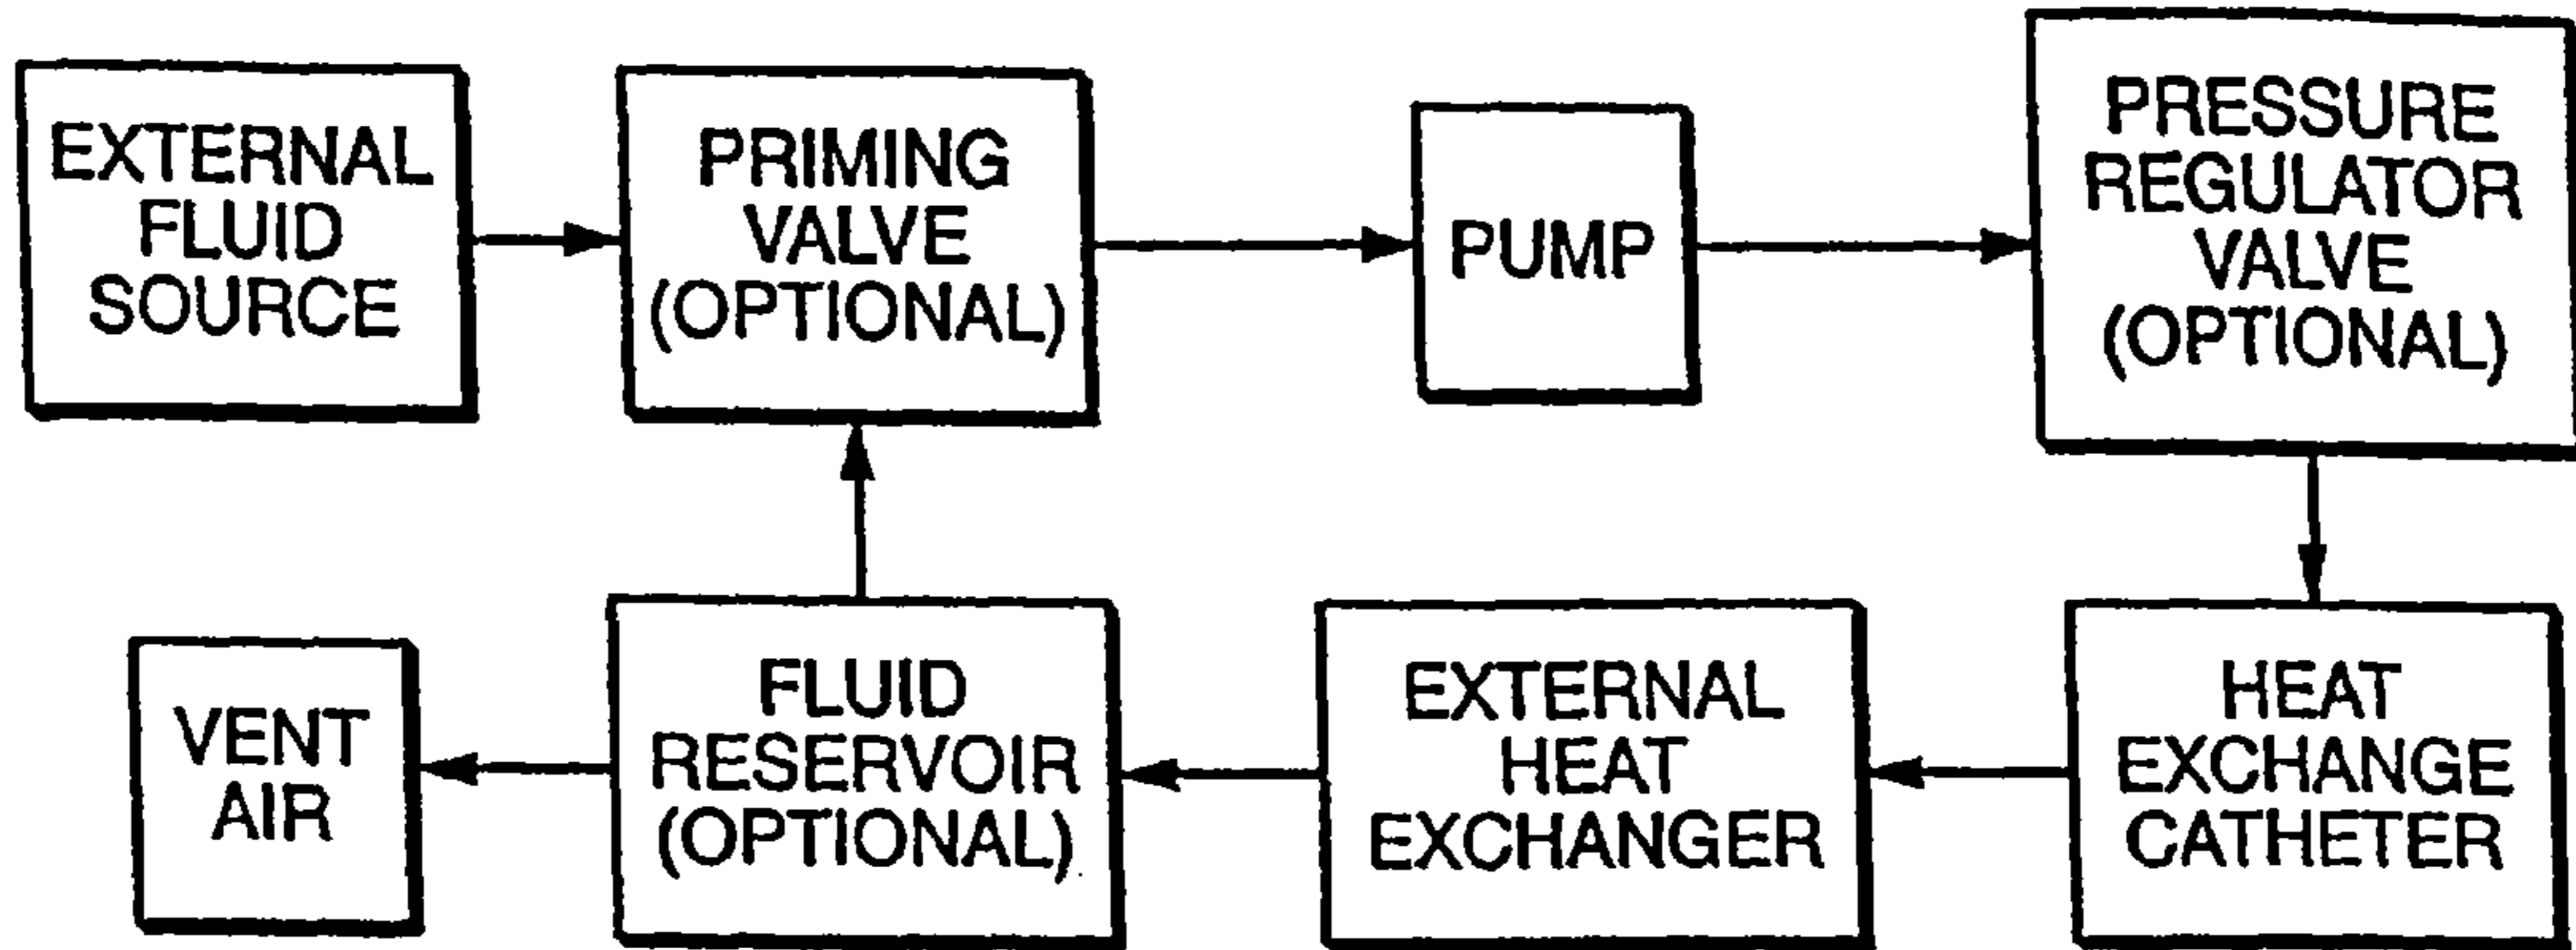 EXTERNAL
FLUID
SOURCE
PRIMING
VALVE
(OPTIONAL)
PUMP
PRESSURE
REGULATOR
VALVE
(OPTIONAL)
VENT
AIR
FLUID
RESERVOIR
(OPTIONAL)
EXTERNAL
HEAT
EXCHANGER
HEAT
EXCHANGE
CATHETER